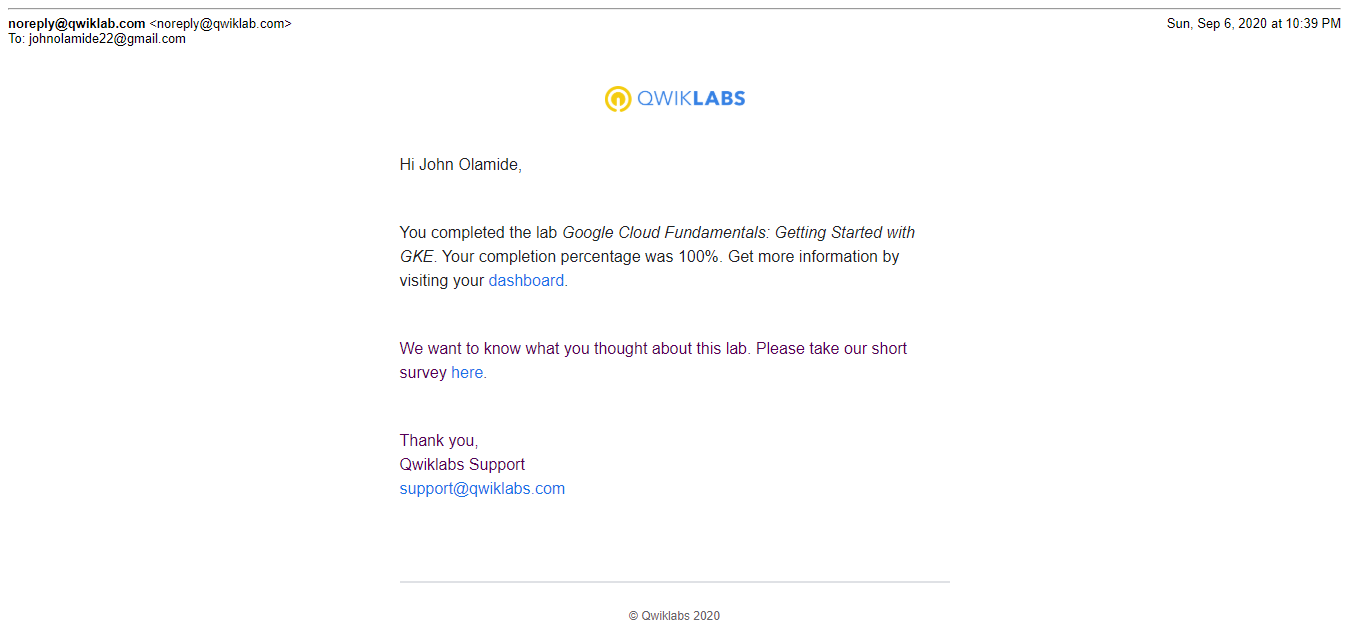 noreply@qwiklab.com <noreply@qwiklab.com>
Sun, Sep 6, 2020 at 10:39 PM
To: johnolamide22@gmail.com
QWIKLABS
Hi John Olamide,
You completed the lab Google Cloud Fundamentals: Getting Started with
GKE. Your completion percentage was 100%. Get more information by
visiting your dashboard.
We want to know what you thought about this lab. Please take our short
survey here.
Thank you,
Qwiklabs Support
support@qwiklabs.com
© Qwiklabs 2020